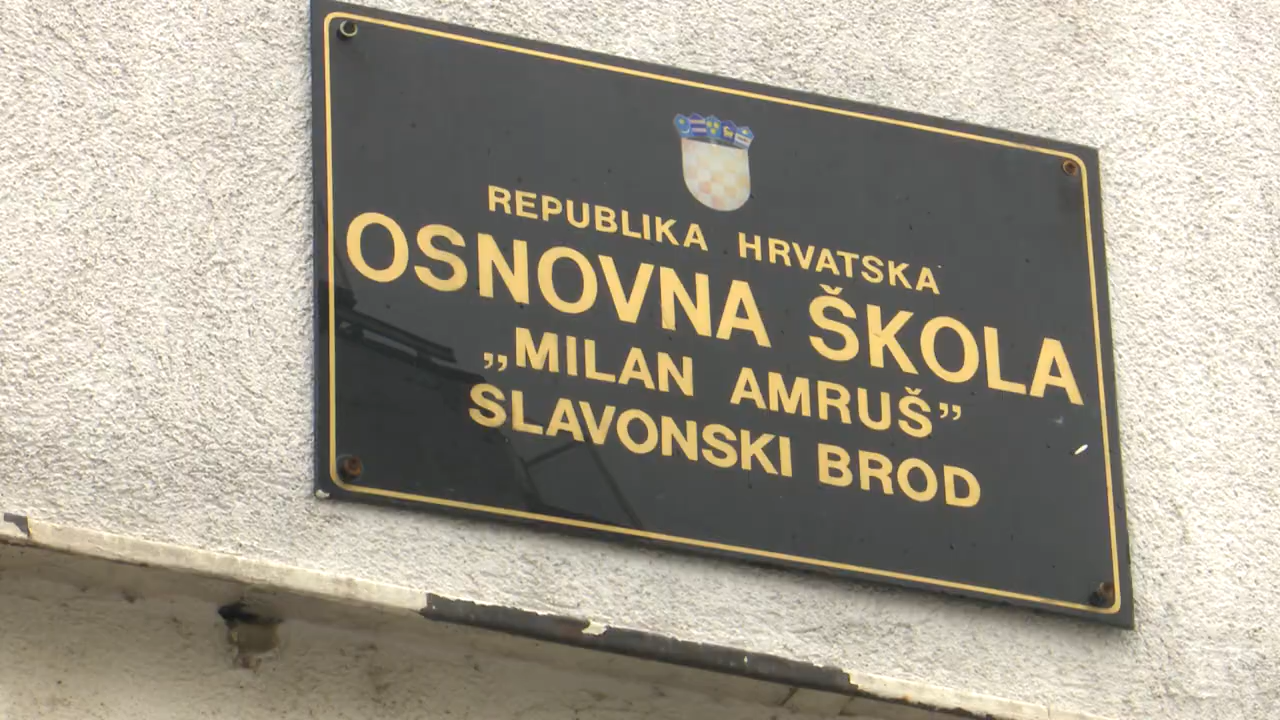 REPUBLIKA HRVATSKA
OSNOVNA ŠKOLA
„MILAN AMRUŠ”
SLAVONSKI BROD